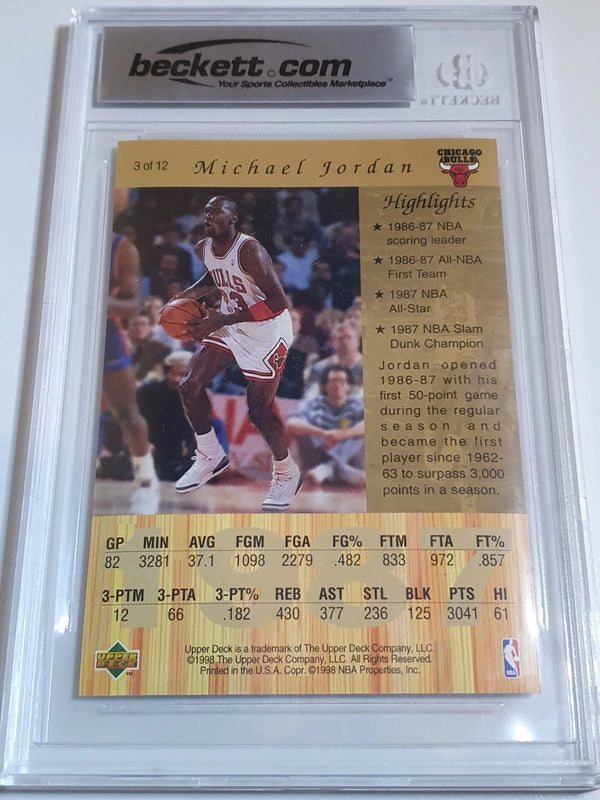 beckett.com
Your Sports Collectibles Marketplace™
BECKETT
3 of 12
Michael Jordan
CHICAGO
BULLS
Highlights
★ 1986-87 NBA
scoring leader
★ 1986-87 All-NBA
First Team
★ 1987 NBA
All-Star
★ 1987 NBA Slam
Dunk Champion
Jordan opened
1986-87 with his
first 50-point game
during the regular
season and
became the first
player since 1962-
63 to surpass 3,000
points in a season.
BULLS
23
1987
GP MIN AVG FGM FGA FG% FTM FTA FT%
82 3281 37.1 1098 2279 .482 833 972 .857
3-PTM 3-PTA 3-PT% REB AST STL BLK PTS HI
12 66 .182 430 377 236 125 3041 61
UPPER
DECK
™
Upper Deck is a trademark of The Upper Deck Company, LLC.
©1998 The Upper Deck Company, LLC. All Rights Reserved.
Printed in the U.S.A. Copr. ©1998 NBA Properties, Inc.
NBA